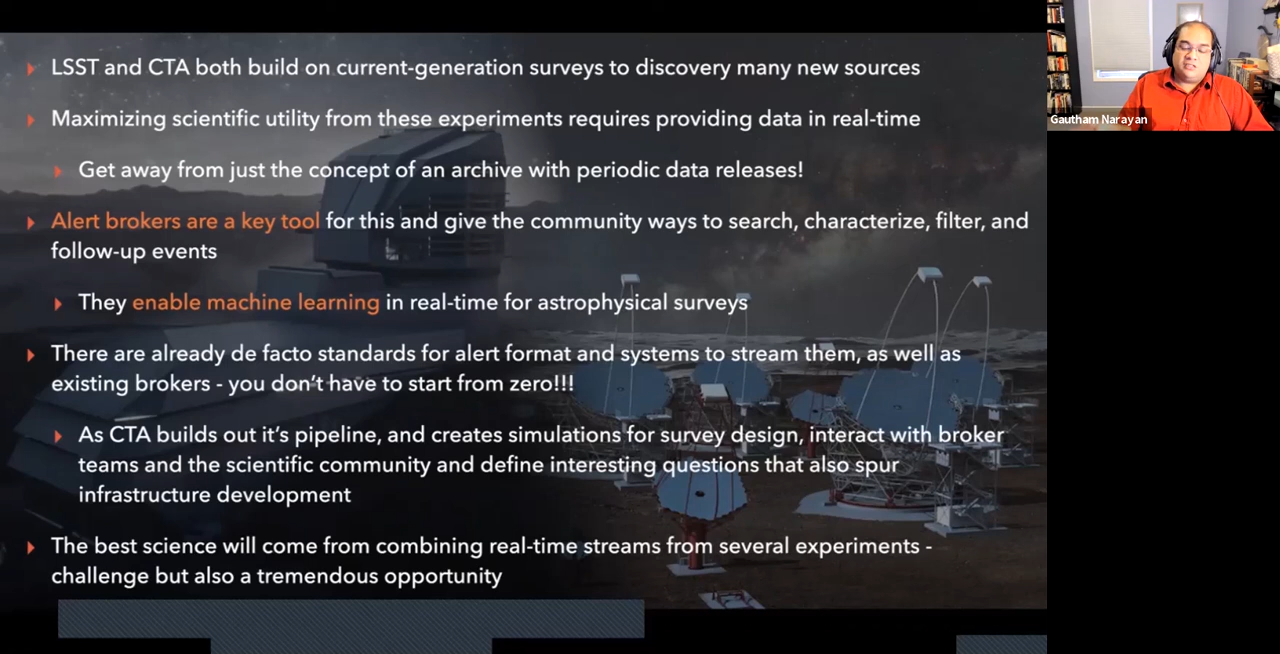 LSST and CTA both build on current-generation surveys to discovery many new sources
Maximizing scientific utility from these experiments requires providing data in real-time
Get away from just the concept of an archive with periodic data releases!
Alert brokers are a key tool for this and give the community ways to search, characterize, filter, and
follow-up events
They enable machine learning in real-time for astrophysical surveys
There are already de facto standards for alert format and systems to stream them, as well as
existing brokers - you don't have to start from zero!!!
As CTA builds out it's pipeline, and creates simulations for survey design, interact with broker
teams and the scientific community and define interesting questions that also spur
infrastructure development
The best science will come from combining real-time streams from several experiments -
challenge but also a tremendous opportunity
Gautham Narayan